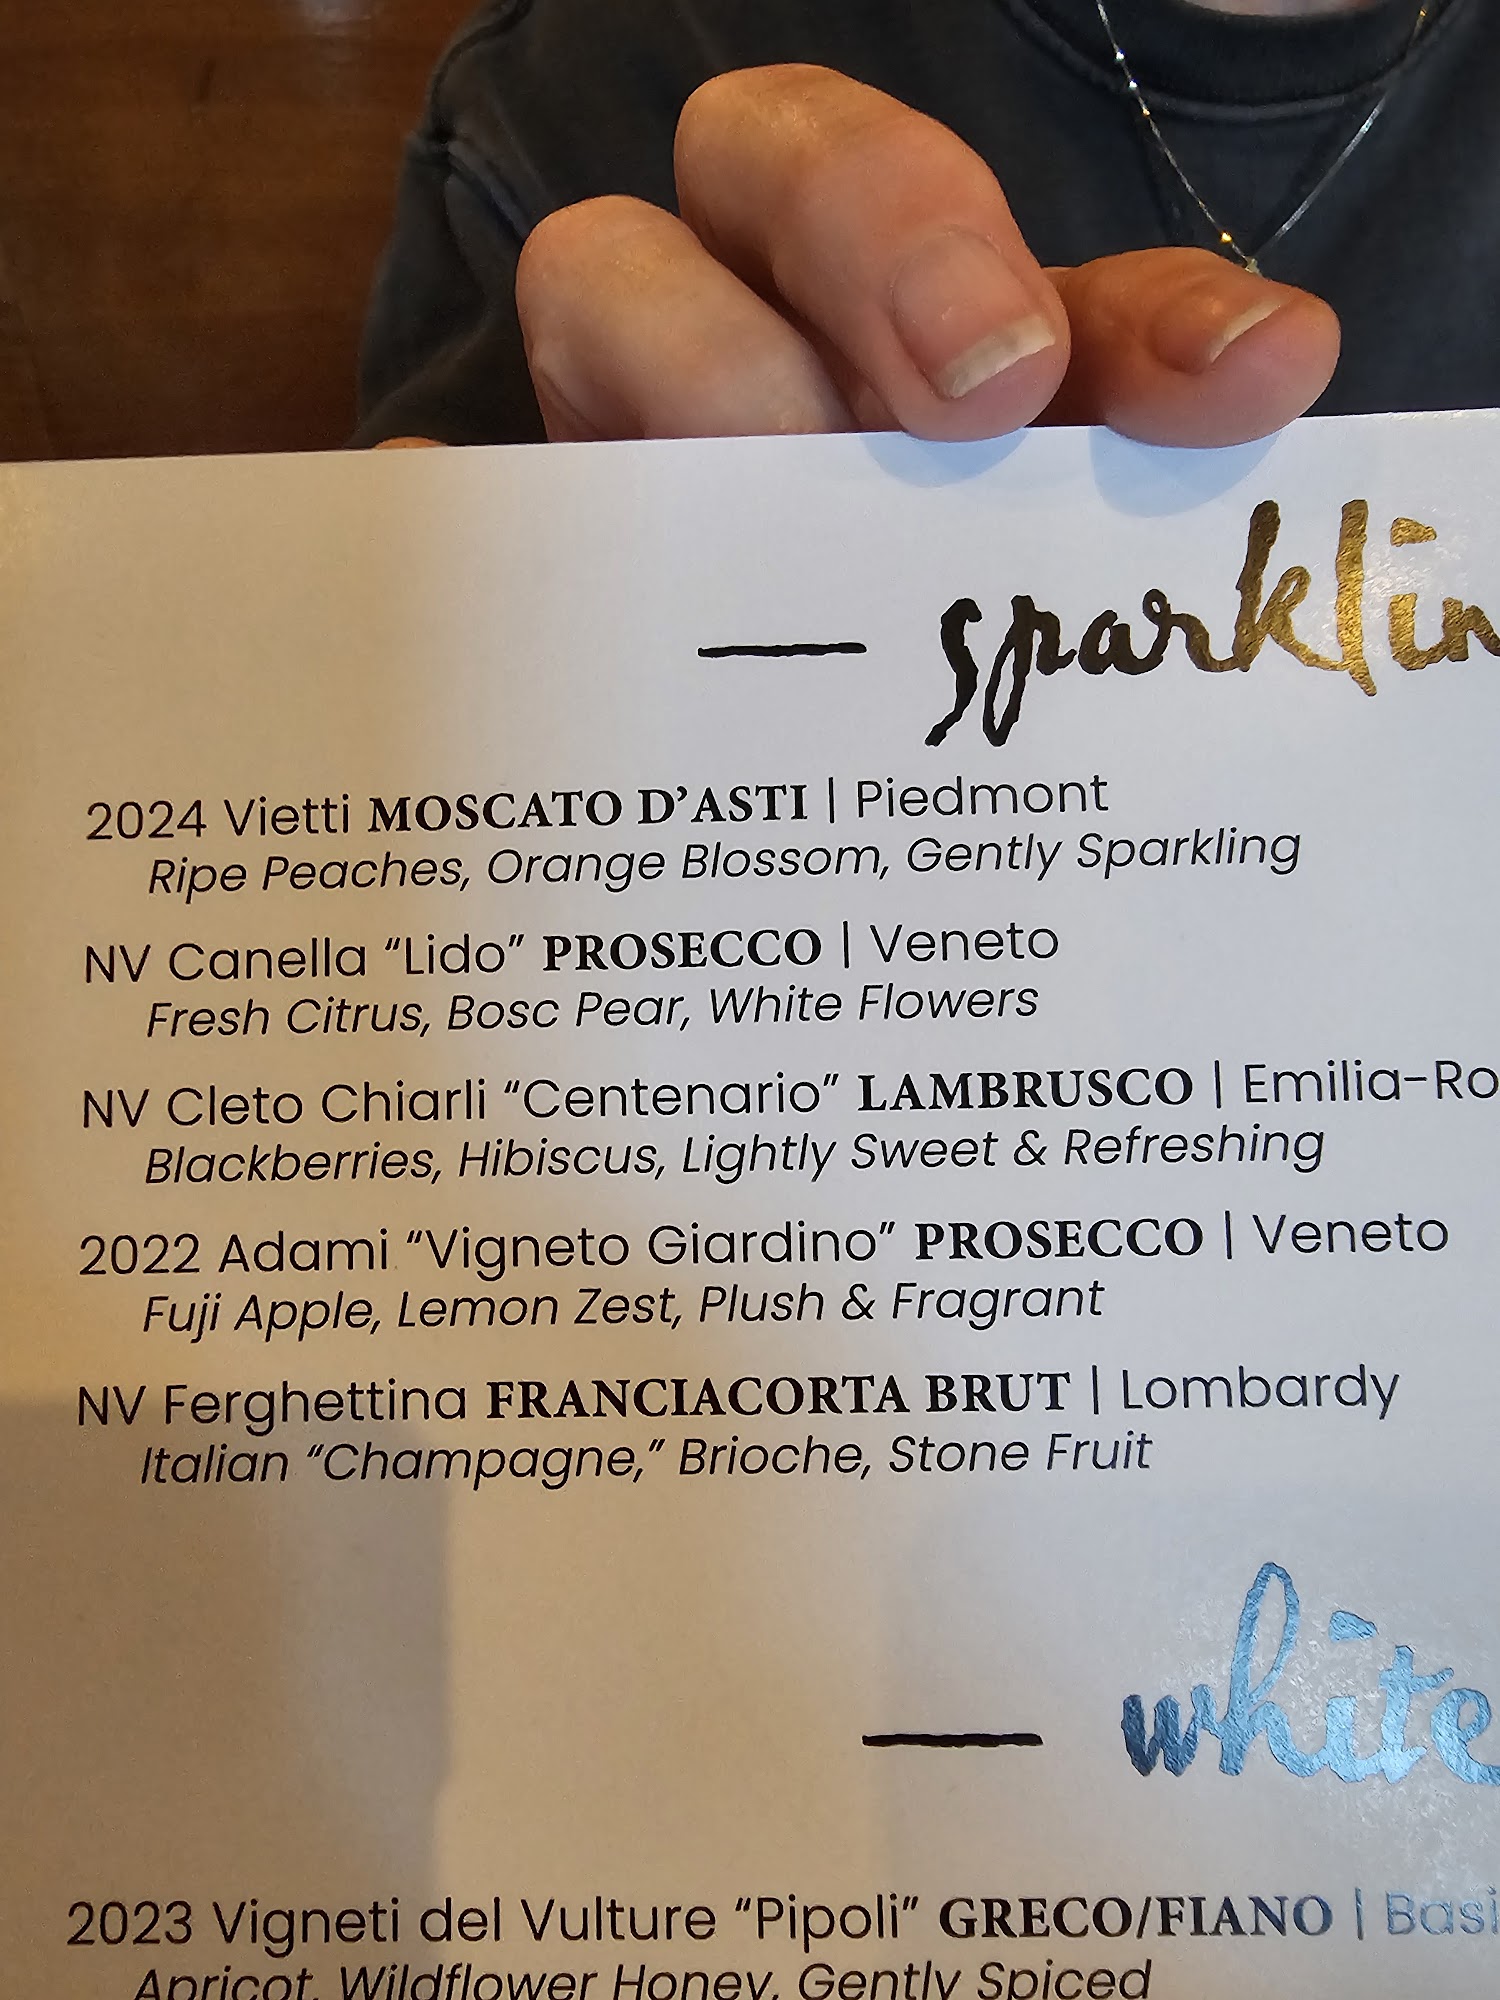 sparklin
2024 Vietti MOSCATO D’ASTI | Piedmont
Ripe Peaches, Orange Blossom, Gently Sparkling
NV Canella “Lido” PROSECCO | Veneto
Fresh Citrus, Bosc Pear, White Flowers
NV Cleto Chiarli “Centenario” LAMBRUSCO | Emilia-Ro
Blackberries, Hibiscus, Lightly Sweet & Refreshing
2022 Adami “Vigneto Giardino” PROSECCO | Veneto
Fuji Apple, Lemon Zest, Plush & Fragrant
NV Ferghettina FRANCIACORTA BRUT | Lombardy
Italian “Champagne,” Brioche, Stone Fruit
white
2023 Vigneti del Vulture “Pipoli” GRECO/FIANO | Basi
Apricot, Wildflower Honey, Gently Spiced